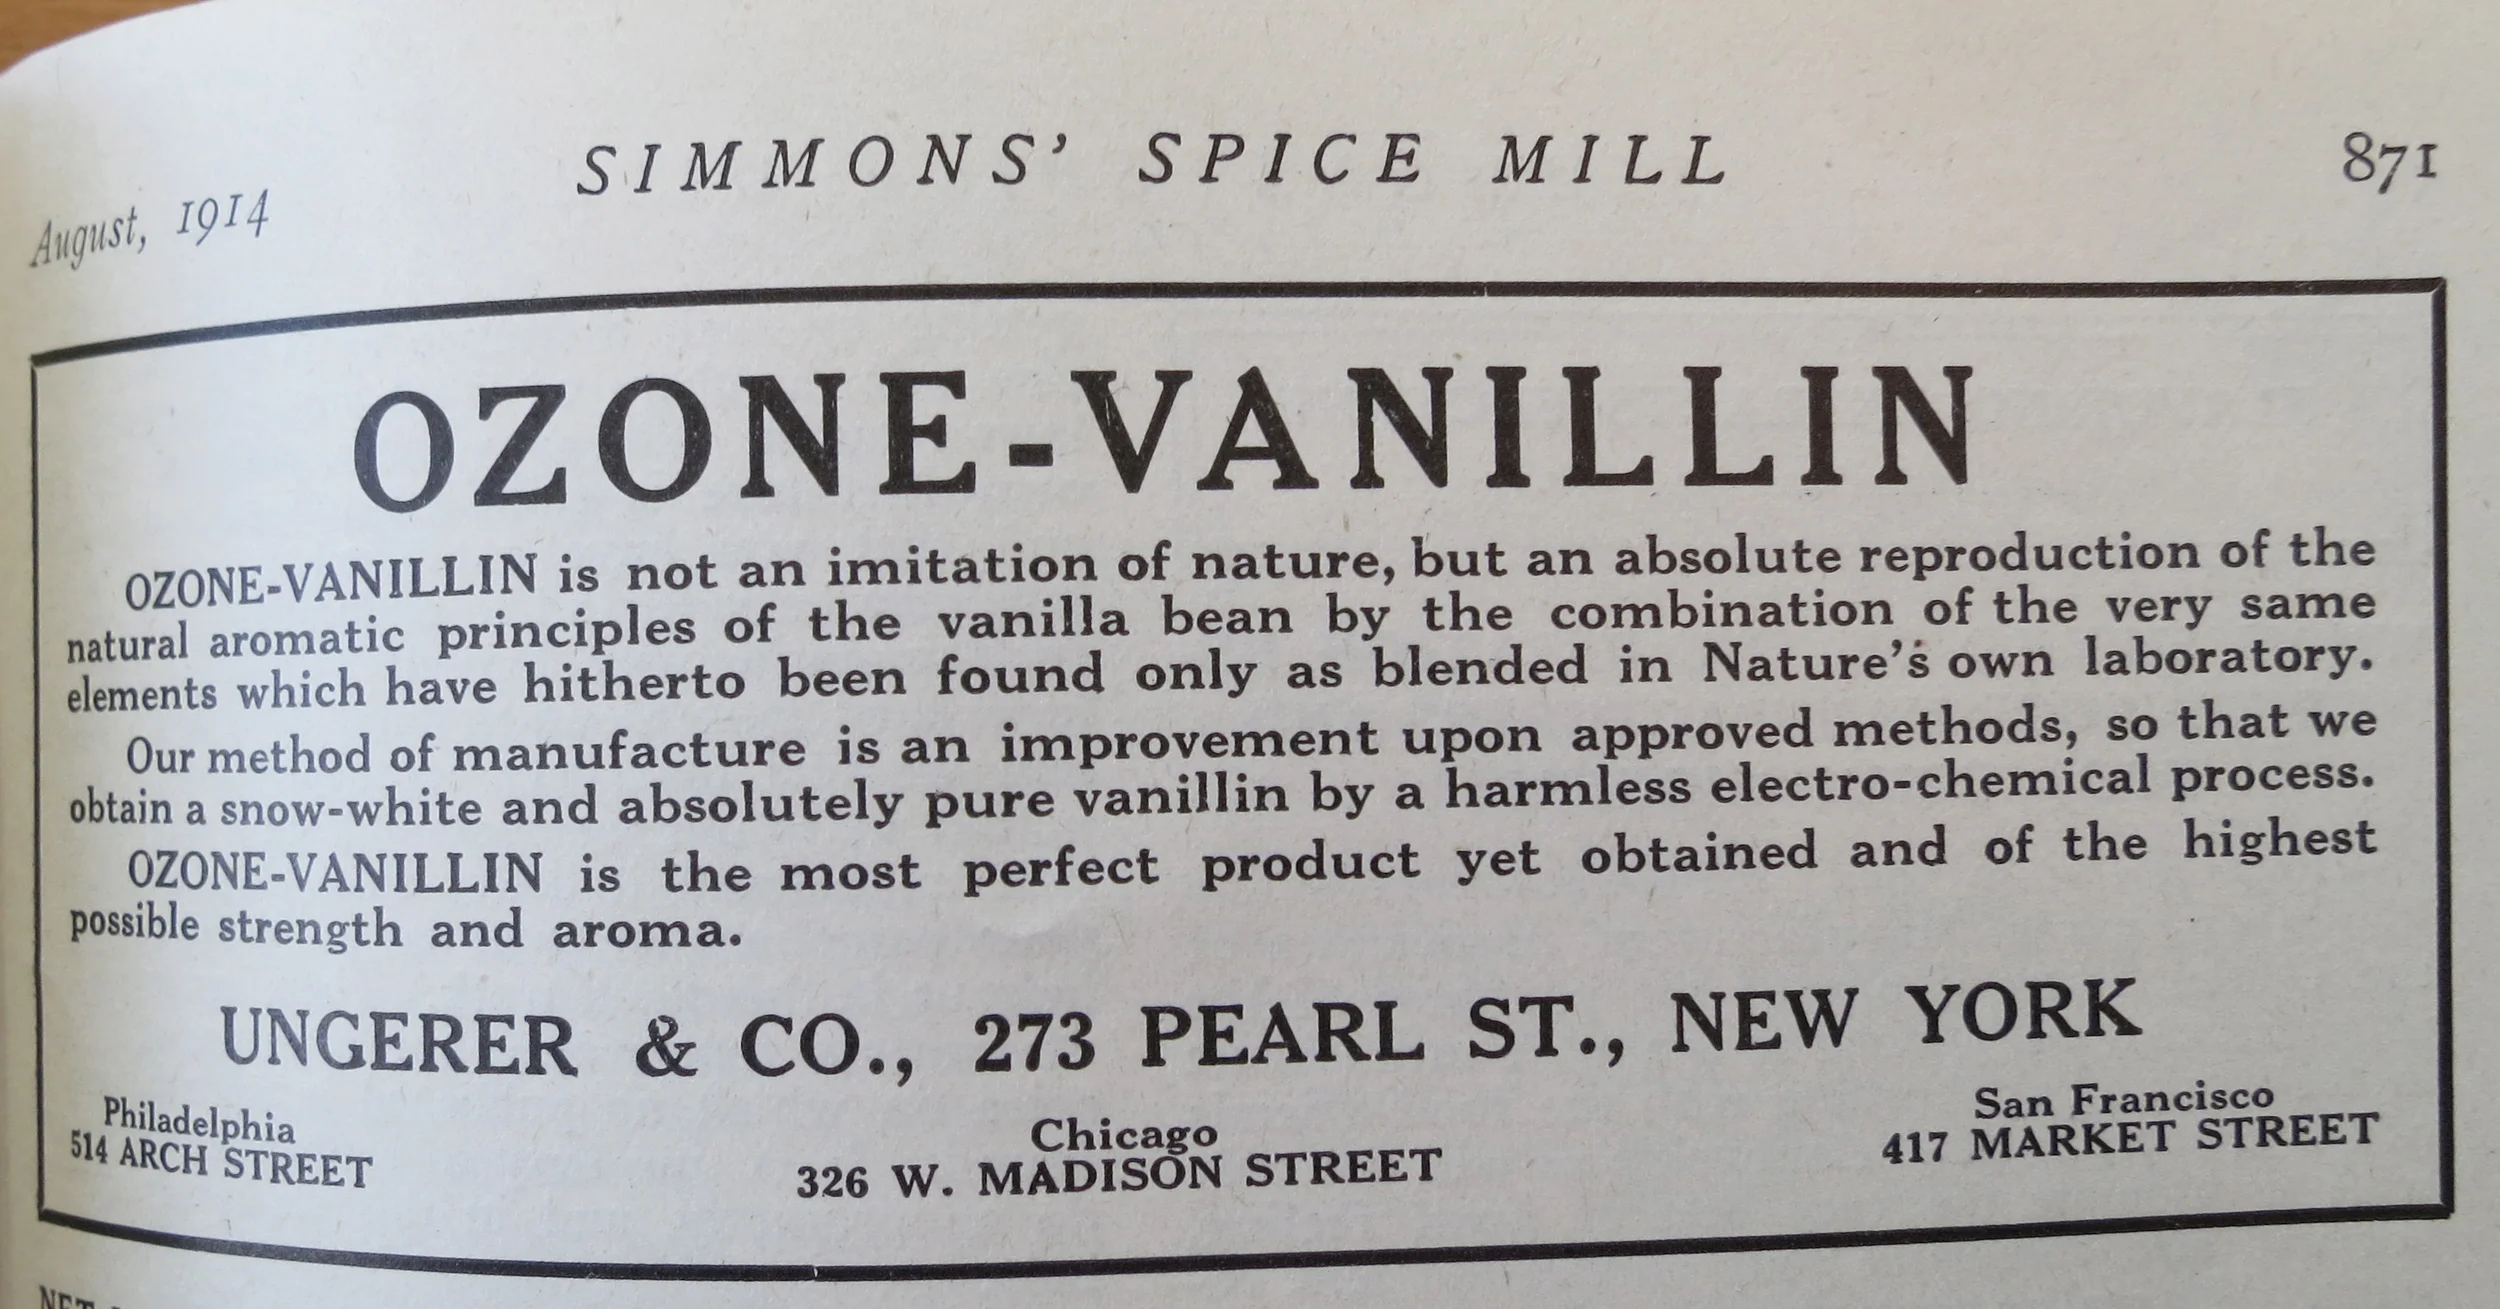 SIMMONS' SPICE MILL
871
August, 1914
OZONE-VANILLIN
OZONE-VANILLIN is not an imitation of nature, but an absolute reproduction of the
natural aromatic principles of the vanilla bean by the combination of the very same
elements which have hitherto been found only as blended in Nature's own laboratory.
Our method of manufacture is an improvement upon approved methods, so that we
obtain a snow-white and absolutely pure vanillin by a harmless electro-chemical process.
OZONE-VANILLIN is the most perfect product yet obtained and of the highest
possible strength and aroma.
UNGERER & CO., 273 PEARL ST., NEW YORK
Philadelphia
514 ARCH STREET
Chicago
326 W. MADISON STREET
San Francisco
417 MARKET STREET